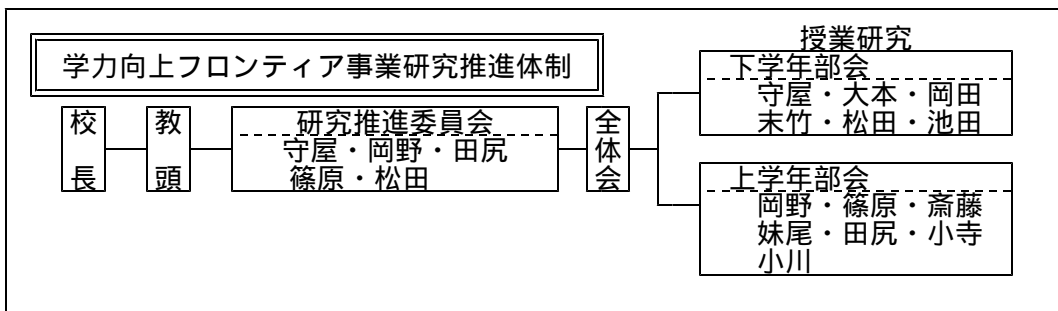 学力向上フロンティア事業研究推進体制
校長
教頭
研究推進委員会
守屋・岡野・田尻
篠原・松田
全体会
授業研究
下学年部会
守屋・大本・岡田
末竹・松田・池田
上学年部会
岡野・篠原・斎藤
妹尾・田尻・小寺
小川